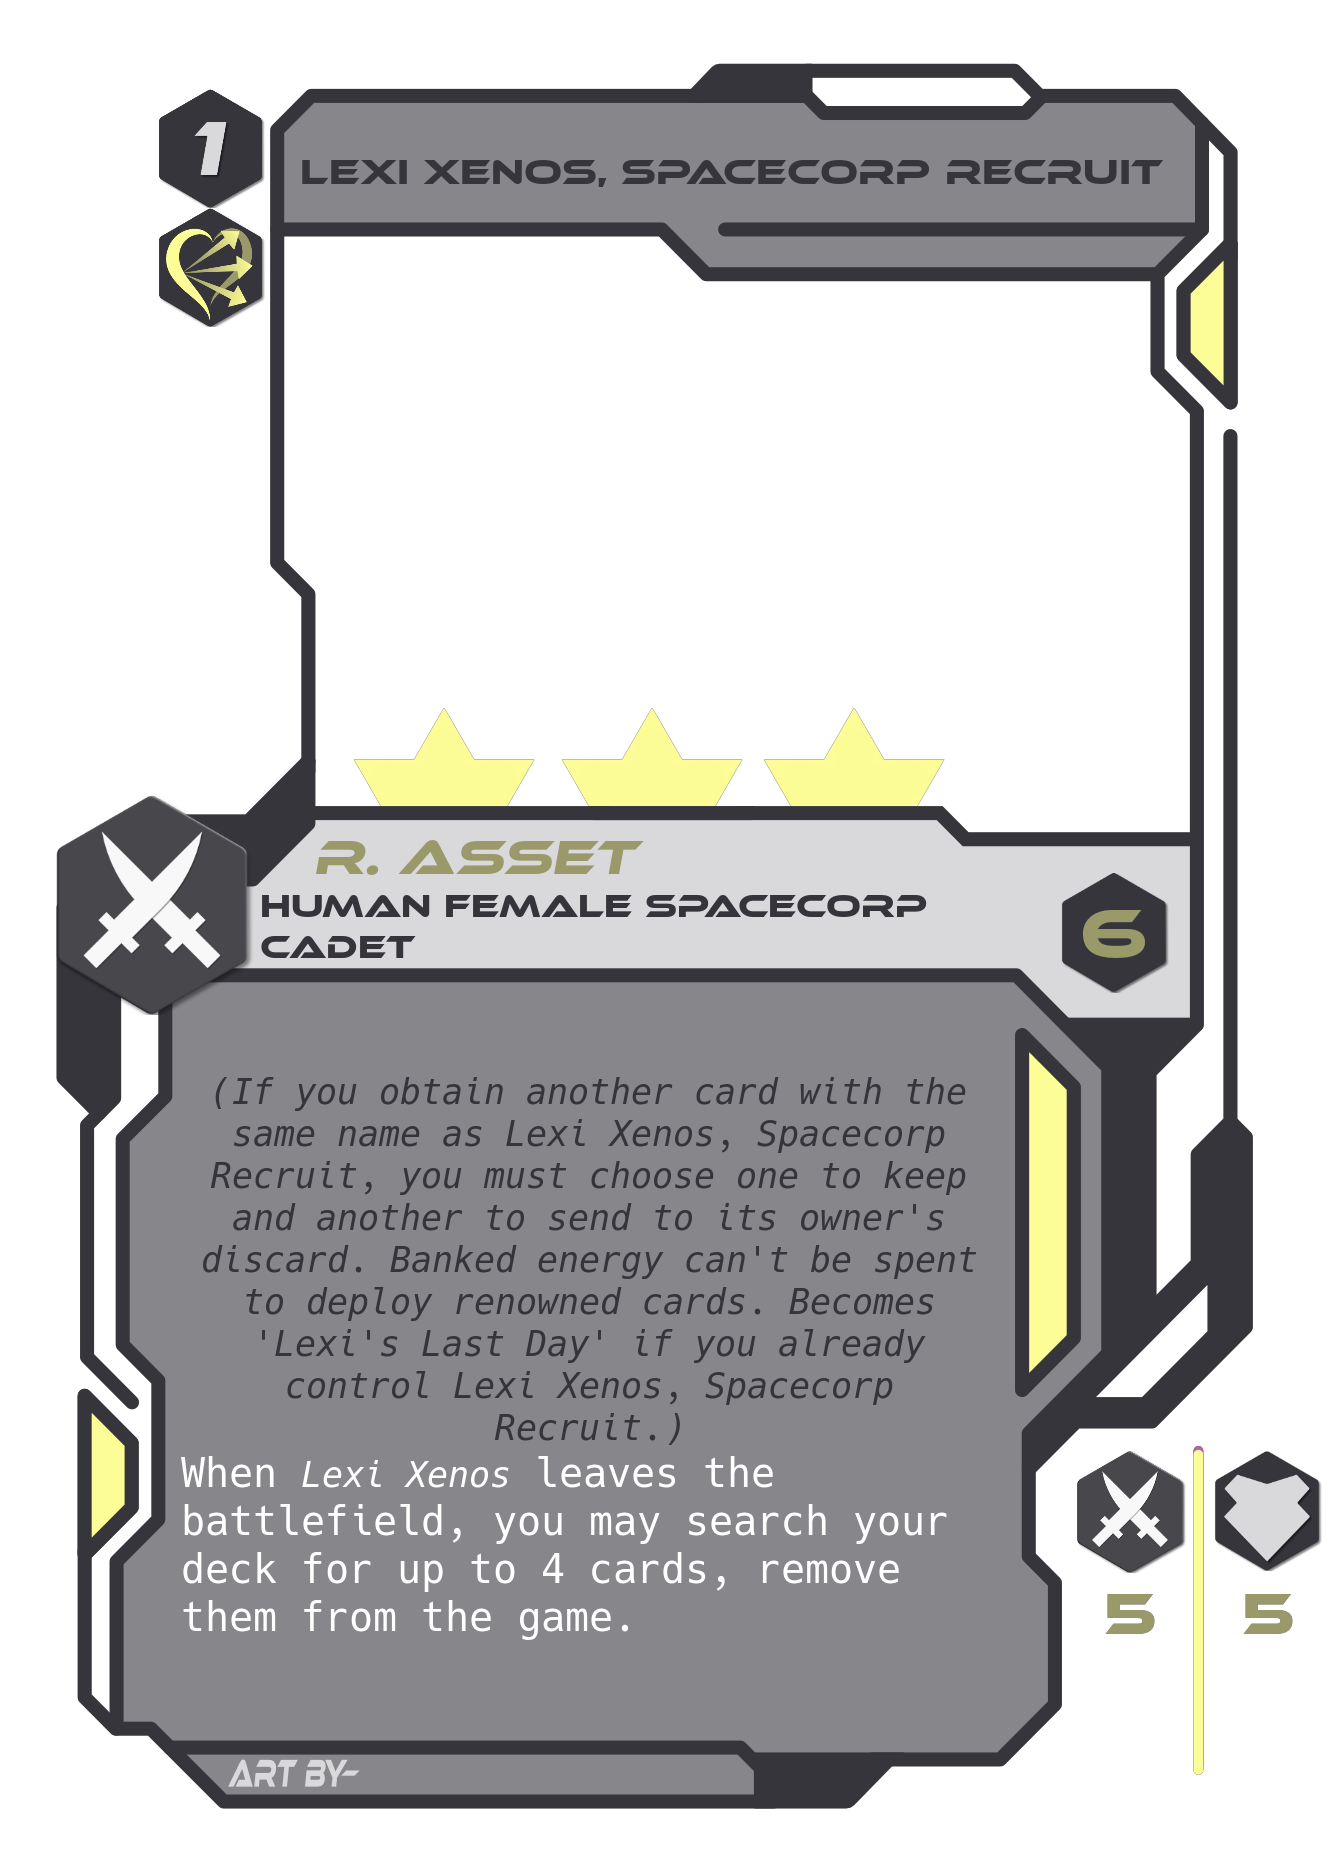 1
LEXI XENOS, SPACECORP RECRUIT
R. ASSET
HUMAN FEMALE SPACECORP
CADET
6
(If you obtain another card with the
same name as Lexi Xenos, Spacecorp
Recruit, you must choose one to keep
and another to send to its owner's
discard. Banked energy can't be spent
to deploy renowned cards. Becomes
'Lexi's Last Day' if you already
control Lexi Xenos, Spacecorp
Recruit.)
When Lexi Xenos leaves the
battlefield, you may search your
deck for up to 4 cards, remove
them from the game.
5
5
ART BY-